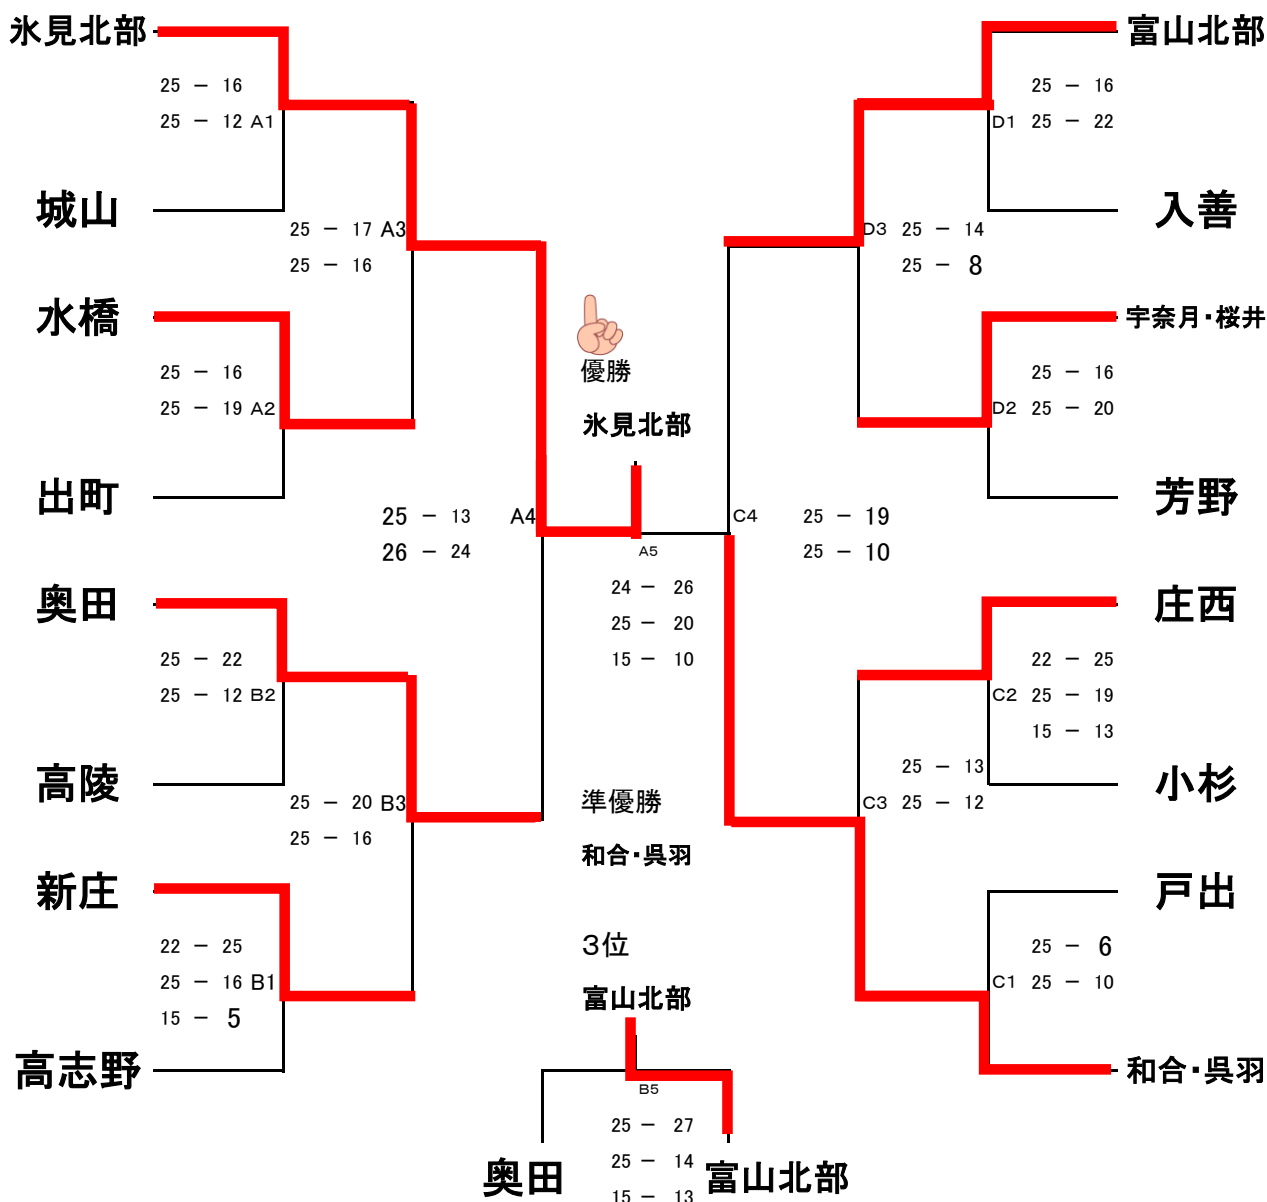 氷見北部
25 － 16
25 － 12 A1
城山
25 － 17 A3
25 － 16
水橋
25 － 16
25 － 19 A2
出町
25 － 13 A4
26 － 24
奥田
25 － 22
25 － 12 B2
高陵
25 － 20 B3
25 － 16
新庄
22 － 25
25 － 16 B1
15 － 5
高志野
優勝
氷見北部
A5
24 － 26
25 － 20
15 － 10
準優勝
和合・呉羽
3位
富山北部
B5
25 － 27
25 － 14
15 － 13
奥田
富山北部
富山北部
25 － 16
D1 25 － 22
入善
D3 25 － 14
25 － 8
宇奈月・桜井
25 － 16
D2 25 － 20
芳野
C4 25 － 19
25 － 10
庄西
22 － 25
C2 25 － 19
15 － 13
小杉
25 － 13
C3 25 － 12
戸出
25 － 6
C1 25 － 10
和合・呉羽